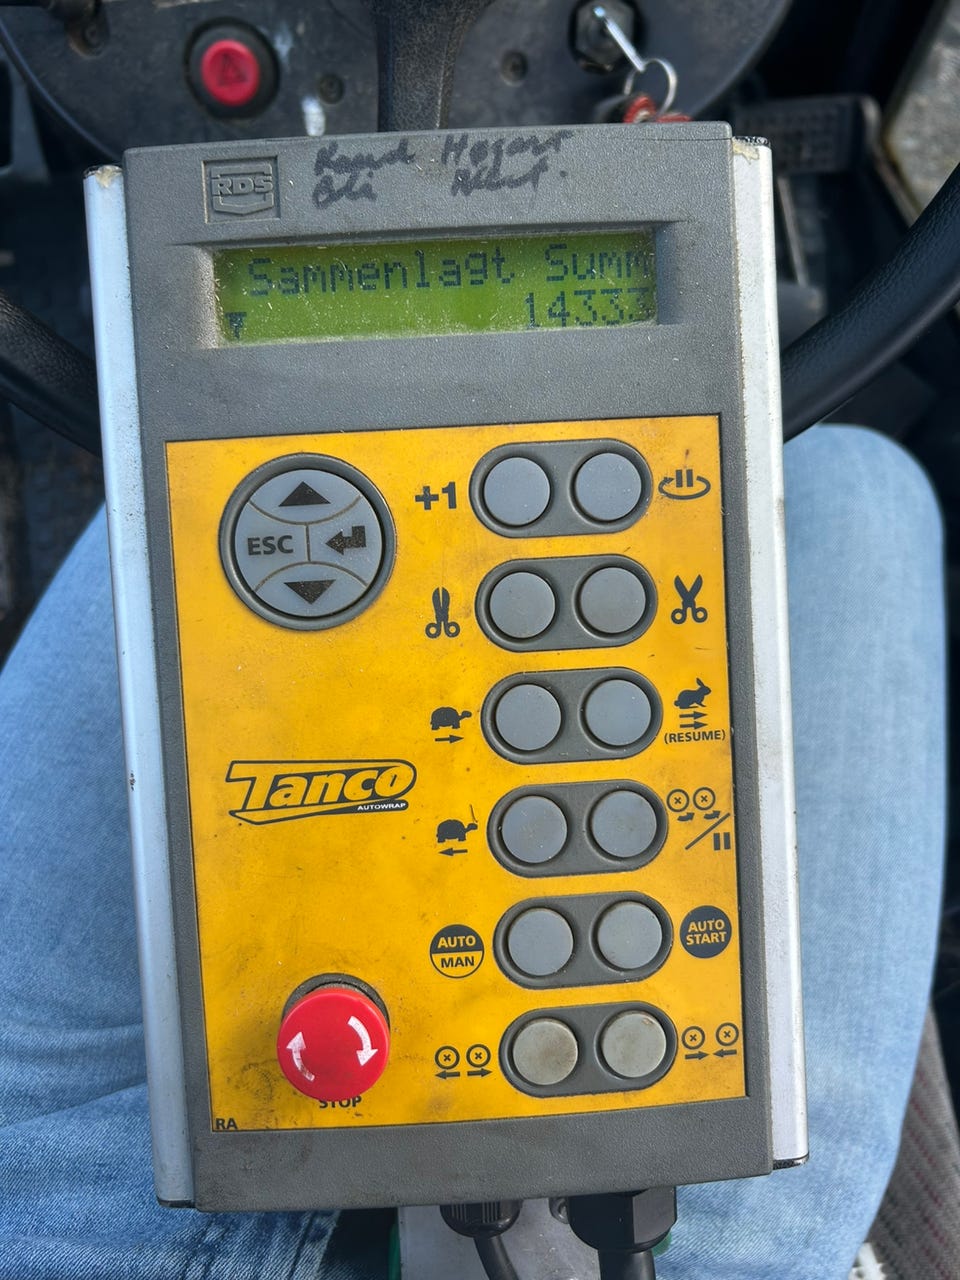 RDS
Sammenlagt Summ
14333
+1
ESC
(RESUME)
Tanco
AUTOWRAP
AUTO
MAN
AUTO
START
STOP
RA